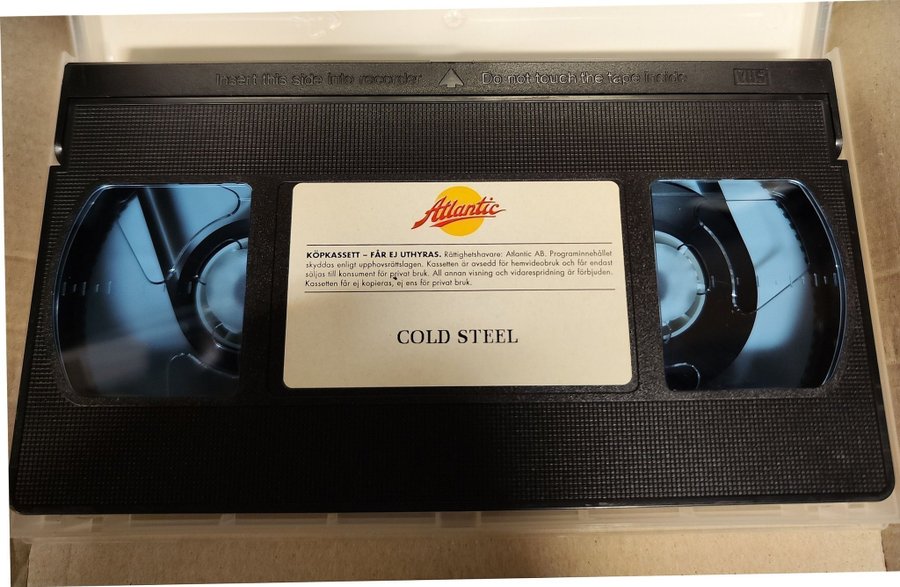 Insert this side into recorder Do not touch the tape inside VHS
Atlantic
KÖPKASSETT – FÅR EJ UTHYRAS. Rättighetshavare: Atlantic AB. Programinnehållet
skyddas enligt upphovsrättslagen. Kassetten är avsedd för hemvideobruk och får endast
säljas till konsument för privat bruk. All annan visning och vidarespridning är förbjuden.
Kassetten får ej kopieras, ej ens för privat bruk.
COLD STEEL